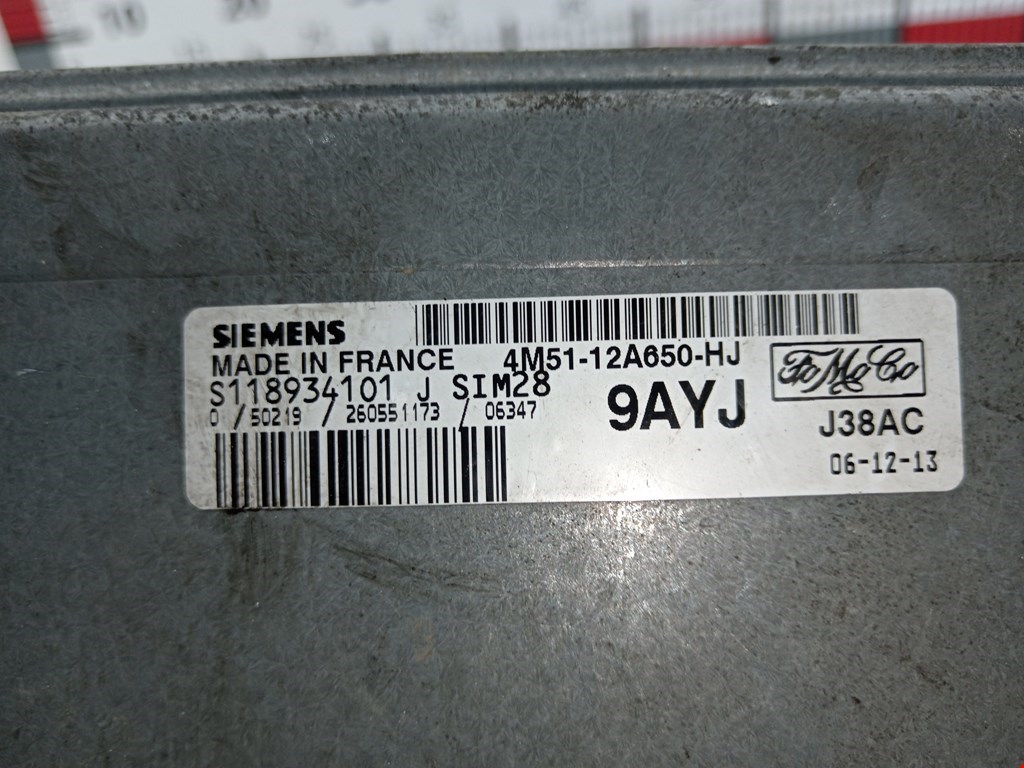 10
SIEMENS
MADE IN FRANCE 4M51-12A650-HJ
FoMoCo
S118934101 J SIM28
0 / 50219 / 260551173 / 06347
9AYJ
J38AC
06-12-13